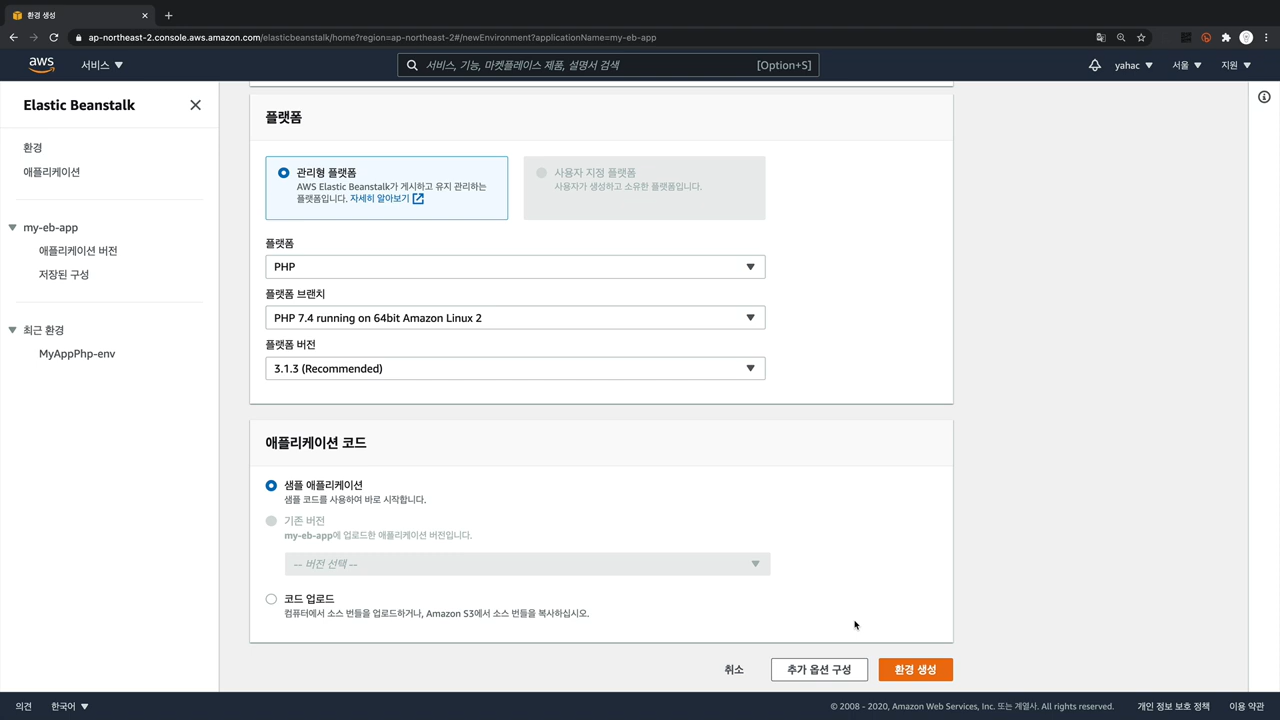 환경 생성
ap-northeast-2.console.aws.amazon.com/elasticbeanstalk/home?region=ap-northeast-2#/newEnvironment?applicationName=my-eb-app
aws
서비스
서비스, 기능, 마켓플레이스 제품, 설명서 검색
[Option+S]
yahac
서울
지원
Elastic Beanstalk
환경
애플리케이션
my-eb-app
애플리케이션 버전
저장된 구성
최근 환경
MyAppPhp-env
플랫폼
관리형 플랫폼
AWS Elastic Beanstalk가 게시하고 유지 관리하는
플랫폼입니다. 자세히 알아보기
사용자 지정 플랫폼
사용자가 생성하고 소유한 플랫폼입니다.
플랫폼
PHP
플랫폼 브랜치
PHP 7.4 running on 64bit Amazon Linux 2
플랫폼 버전
3.1.3 (Recommended)
애플리케이션 코드
샘플 애플리케이션
샘플 코드를 사용하여 바로 시작합니다.
기존 버전
my-eb-app에 업로드한 애플리케이션 버전입니다.
-- 버전 선택 --
코드 업로드
컴퓨터에서 소스 번들을 업로드하거나, Amazon S3에서 소스 번들을 복사하십시오.
취소
추가 옵션 구성
환경 생성
의견
한국어
© 2008 - 2020, Amazon Web Services, Inc. 또는 계열사. All rights reserved.
개인 정보 보호 정책
이용 약관